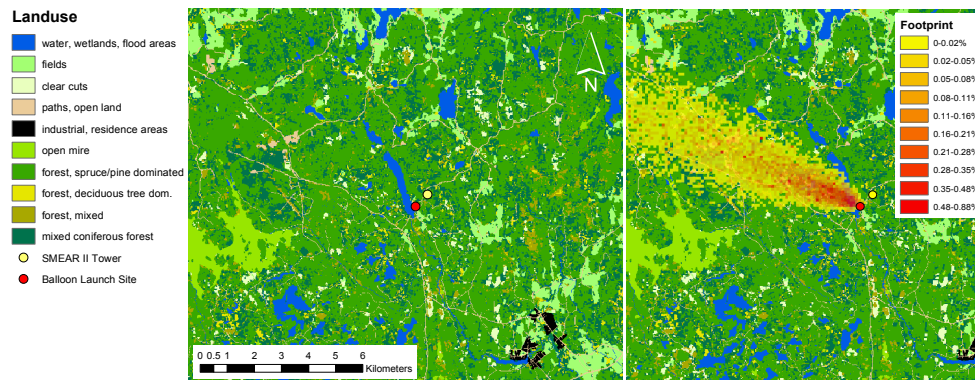 Landuse
water, wetlands, flood areas
fields
clear cuts
paths, open land
industrial, residence areas
open mire
forest, spruce/pine dominated
forest, deciduous tree dom.
forest, mixed
mixed coniferous forest
SMEAR II Tower
Balloon Launch Site
N
0 0.5 1 2 3 4 5 6
Kilometers
Footprint
0-0.02%
0.02-0.05%
0.05-0.08%
0.08-0.11%
0.11-0.16%
0.16-0.21%
0.21-0.28%
0.28-0.35%
0.35-0.48%
0.48-0.88%